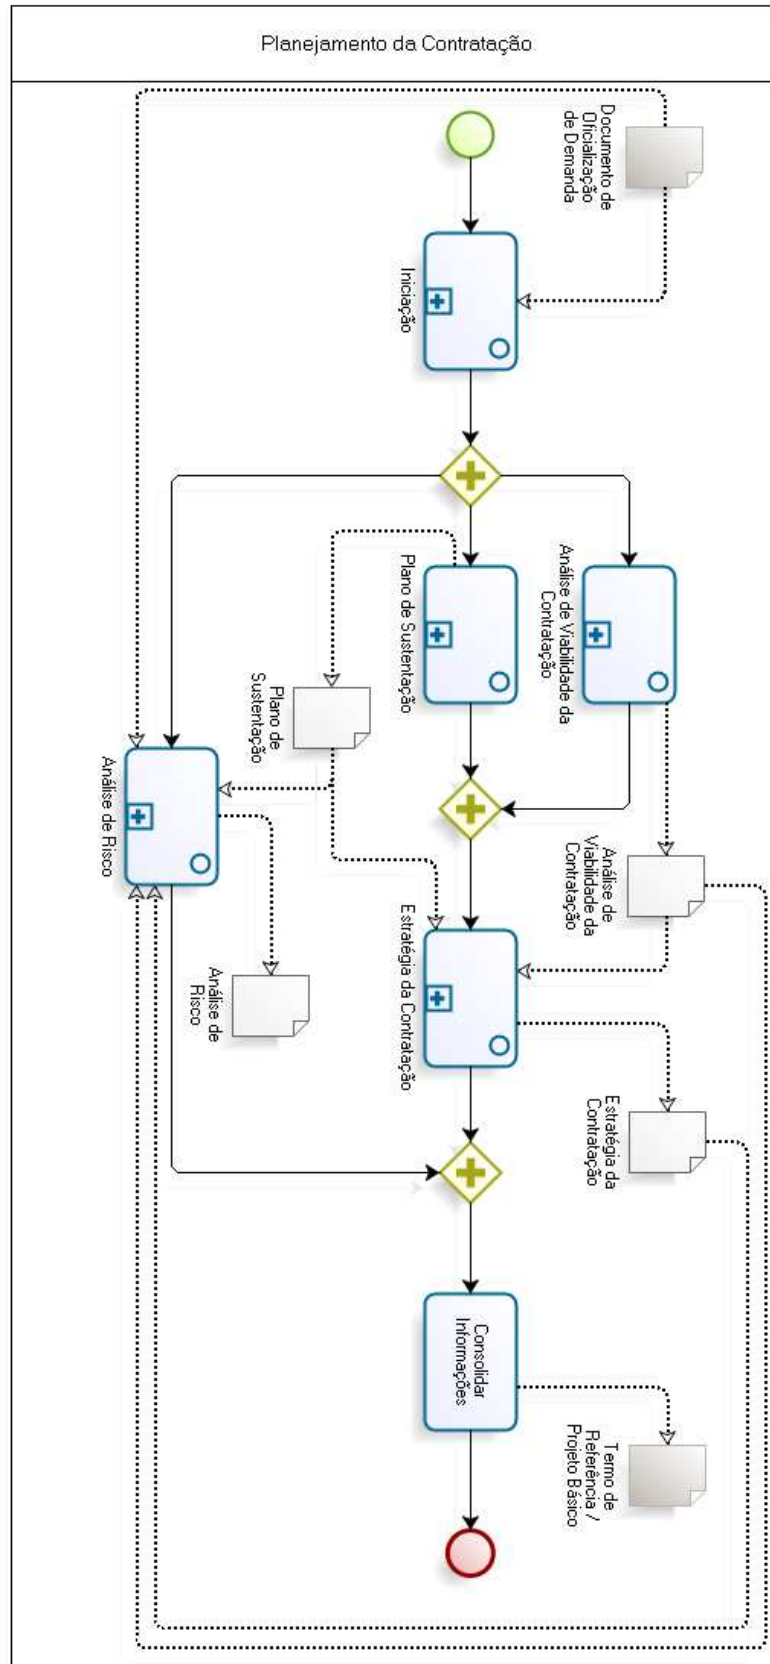 Planejamento da Contratação
Documento de
Oficialização
de Demanda
Iniciação
Análise de Viabilidade da
Contratação
Plano de Sustentação
Plano de
Sustentação
Análise de Risco
Análise de
Viabilidade da
Contratação
Análise de
Risco
Estratégia da Contratação
Estratégia da
Contratação
Consolidar
Informações
Termo de
Referência /
Projeto Básico